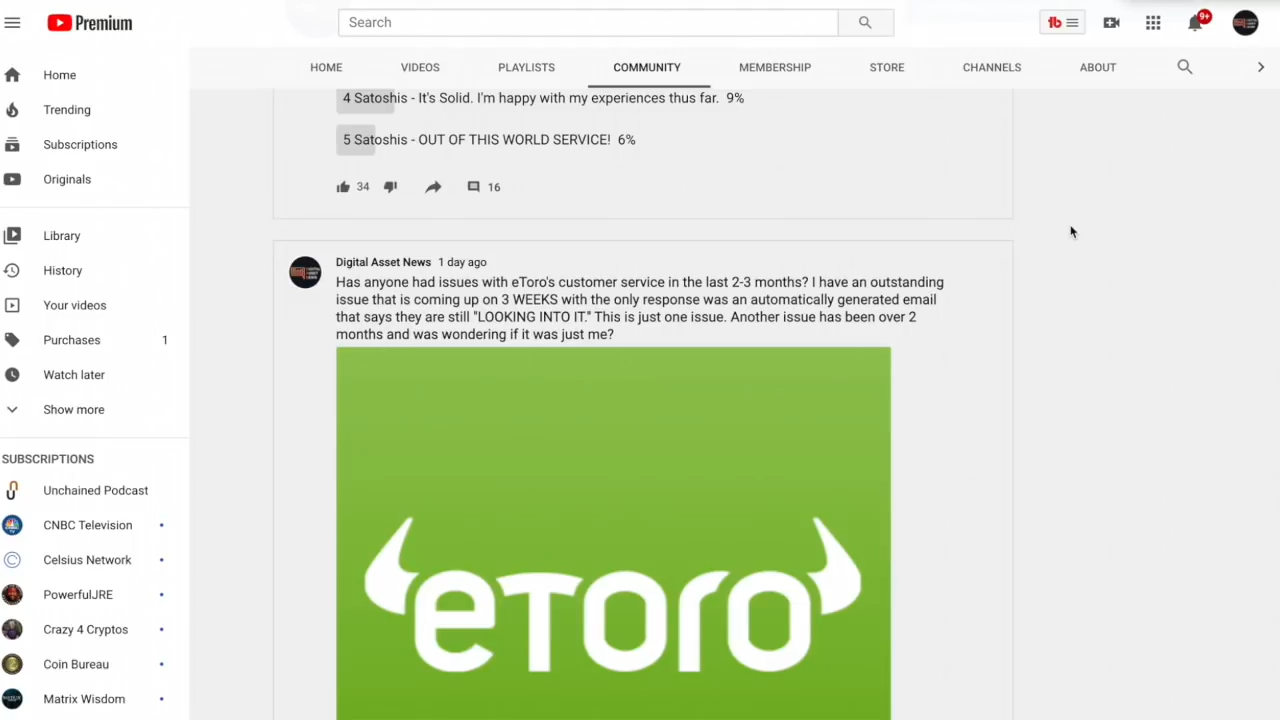 Premium
Search
tb
9+
HOME
VIDEOS
PLAYLISTS
COMMUNITY
MEMBERSHIP
STORE
CHANNELS
ABOUT
Home
Trending
Subscriptions
Originals
Library
History
Your videos
Purchases 1
Watch later
Show more
SUBSCRIPTIONS
Unchained Podcast
CNBC Television
Celsius Network
PowerfulJRE
Crazy 4 Cryptos
Coin Bureau
Matrix Wisdom
4 Satoshis - It's Solid. I'm happy with my experiences thus far. 9%
5 Satoshis - OUT OF THIS WORLD SERVICE! 6%
34
16
Digital Asset News 1 day ago
Has anyone had issues with eToro's customer service in the last 2-3 months? I have an outstanding
issue that is coming up on 3 WEEKS with the only response was an automatically generated email
that says they are still "LOOKING INTO IT." This is just one issue. Another issue has been over 2
months and was wondering if it was just me?
eTORO